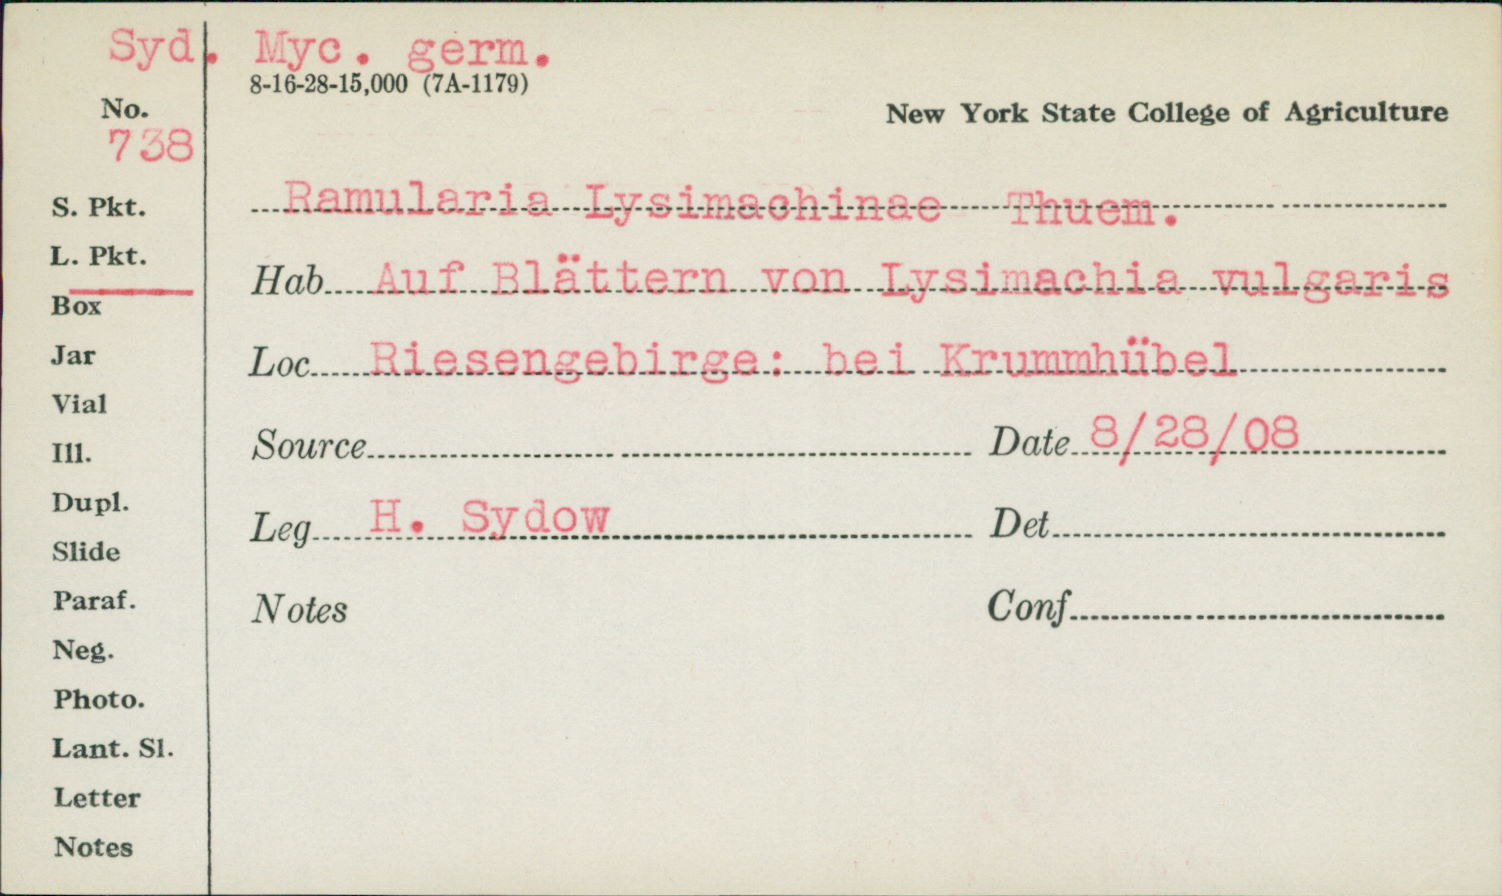 Syd. Myc. germ.
8-16-28-15,000 (7A-1179)
No.
738
New York State College of Agriculture
Ramularia Lysimachinae Thuem.
Hab. Auf Blättern von Lysimachia vulgaris
Loc. Riesengebirge: bei Krummhübel
Source Date 8/28/08
Leg. H. Sydow Det.
Notes Conf.
S. Pkt.
L. Pkt.
Box
Jar
Vial
Ill.
Dupl.
Slide
Paraf.
Neg.
Photo.
Lant. Sl.
Letter
Notes